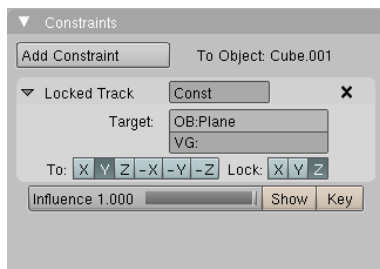 Constraints
Add Constraint To Object: Cube.001
Locked Track Const X
Target: OB:Plane
VG:
To: X Y Z -X -Y -Z Lock: X Y Z
Influence 1.000 Show Key